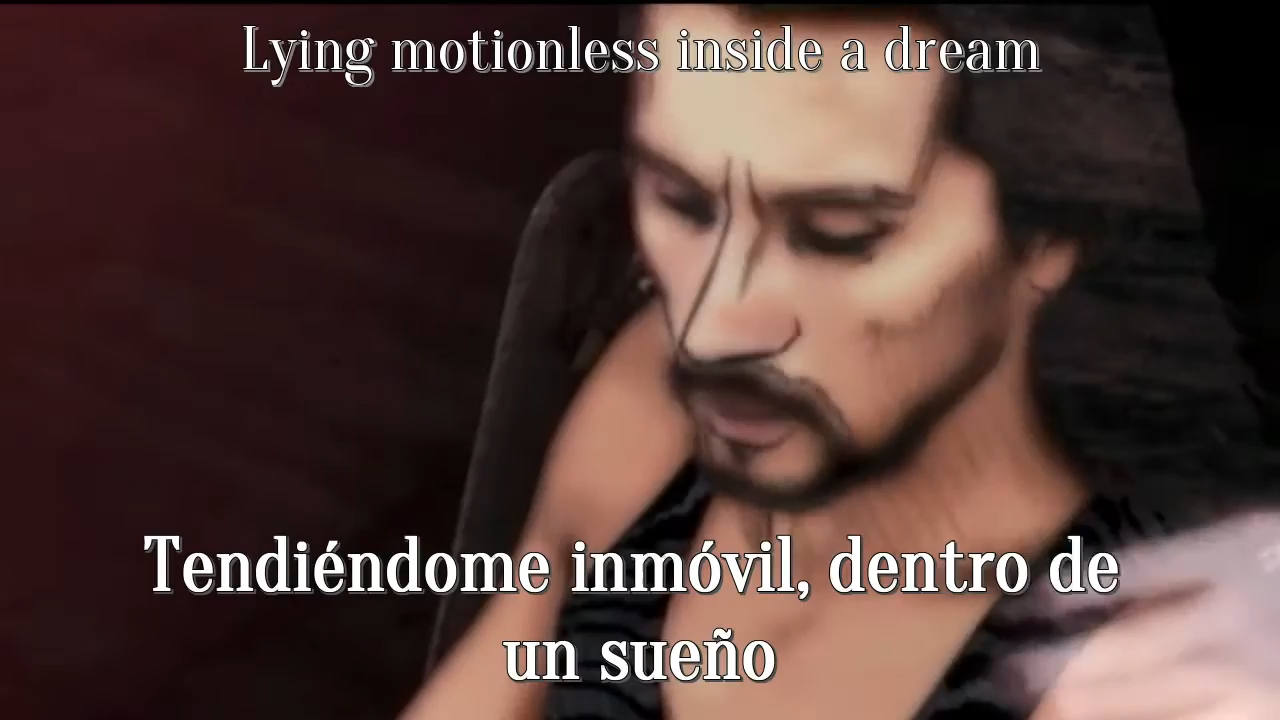 Lying motionless inside a dream
Tendiéndome inmóvil, dentro de
un sueño